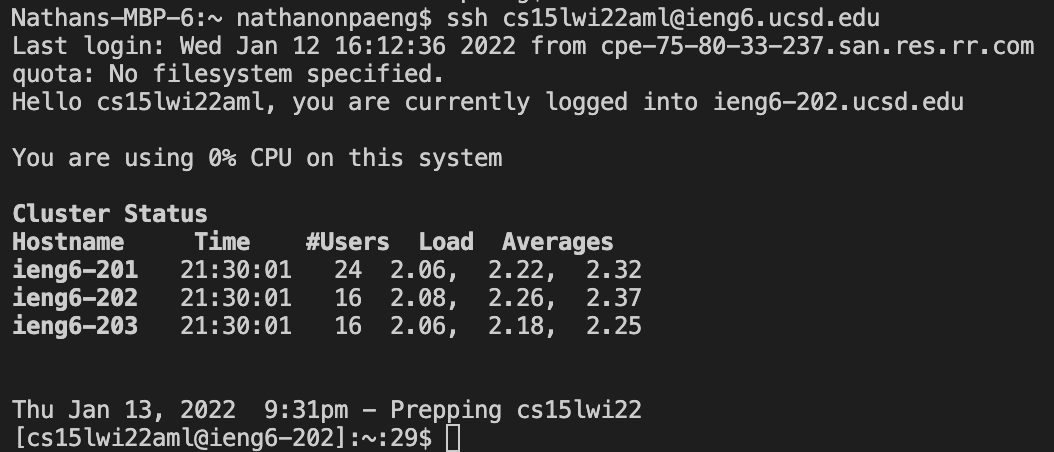 Nathans-MBP-6:~ nathanonpaeng$ ssh cs15lwi22aml@ieng6.ucsd.edu
Last login: Wed Jan 12 16:12:36 2022 from cpe-75-80-33-237.san.res.rr.com
quota: No filesystem specified.
Hello cs15lwi22aml, you are currently logged into ieng6-202.ucsd.edu
You are using 0% CPU on this system
Cluster Status
Hostname     Time    #Users  Load  Averages
ieng6-201   21:30:01   24  2.06,  2.22,  2.32
ieng6-202   21:30:01   16  2.08,  2.26,  2.37
ieng6-203   21:30:01   16  2.06,  2.18,  2.25
Thu Jan 13, 2022  9:31pm - Prepping cs15lwi22
[cs15lwi22aml@ieng6-202]:~:29$